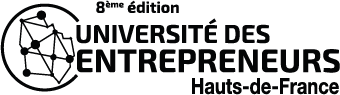 8ème édition
UNIVERSITÉ DES
ENTREPRENEURS
Hauts-de-France